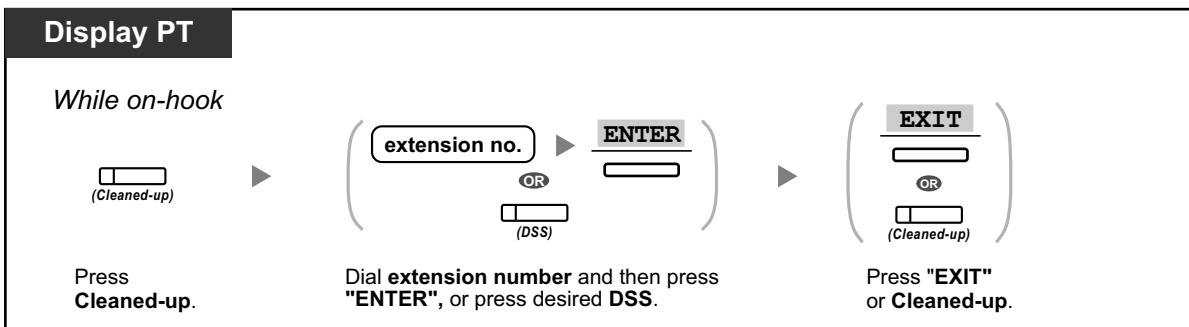 Display PT
While on-hook
(Cleaned-up)
extension no.
ENTER
OR
(DSS)
EXIT
OR
(Cleaned-up)
Press
Cleaned-up.
Dial extension number and then press
"ENTER", or press desired DSS.
Press "EXIT"
or Cleaned-up.